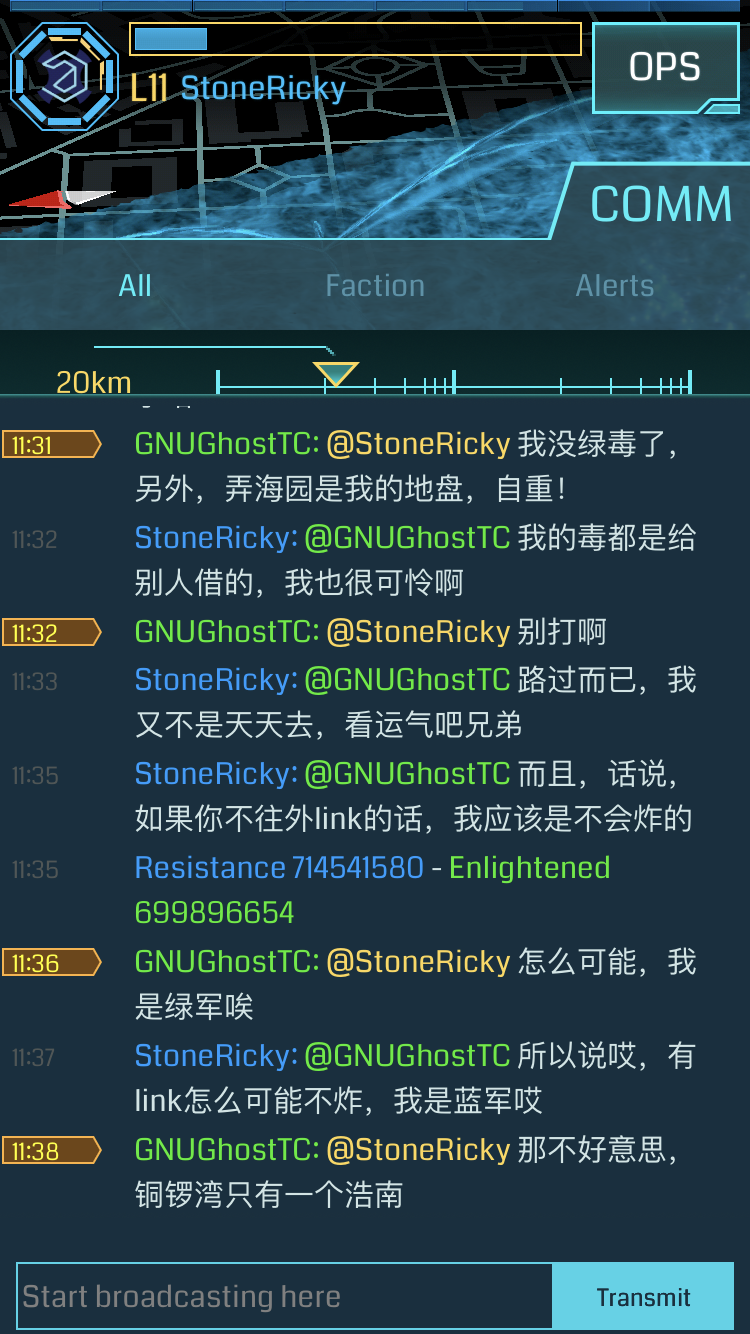 L11 StoneRicky
OPS
COMM
All Faction Alerts
20km
11:31 GNUGhostTC: @StoneRicky 我没绿毒了，
另外，弄海园是我的地盘，自重！
11:32 StoneRicky: @GNUGhostTC 我的毒都是给
别人借的，我也很可怜啊
11:32 GNUGhostTC: @StoneRicky 别打啊
11:33 StoneRicky: @GNUGhostTC 路过而已，我
又不是天天去，看运气吧兄弟
11:35 StoneRicky: @GNUGhostTC 而且，话说，
如果你不往外link的话，我应该是不会炸的
11:35 Resistance 714541580 - Enlightened
699896654
11:36 GNUGhostTC: @StoneRicky 怎么可能，我
是绿军唉
11:37 StoneRicky: @GNUGhostTC 所以说哎，有
link怎么可能不炸，我是蓝军哎
11:38 GNUGhostTC: @StoneRicky 那不好意思，
铜锣湾只有一个浩南
Start broadcasting here Transmit